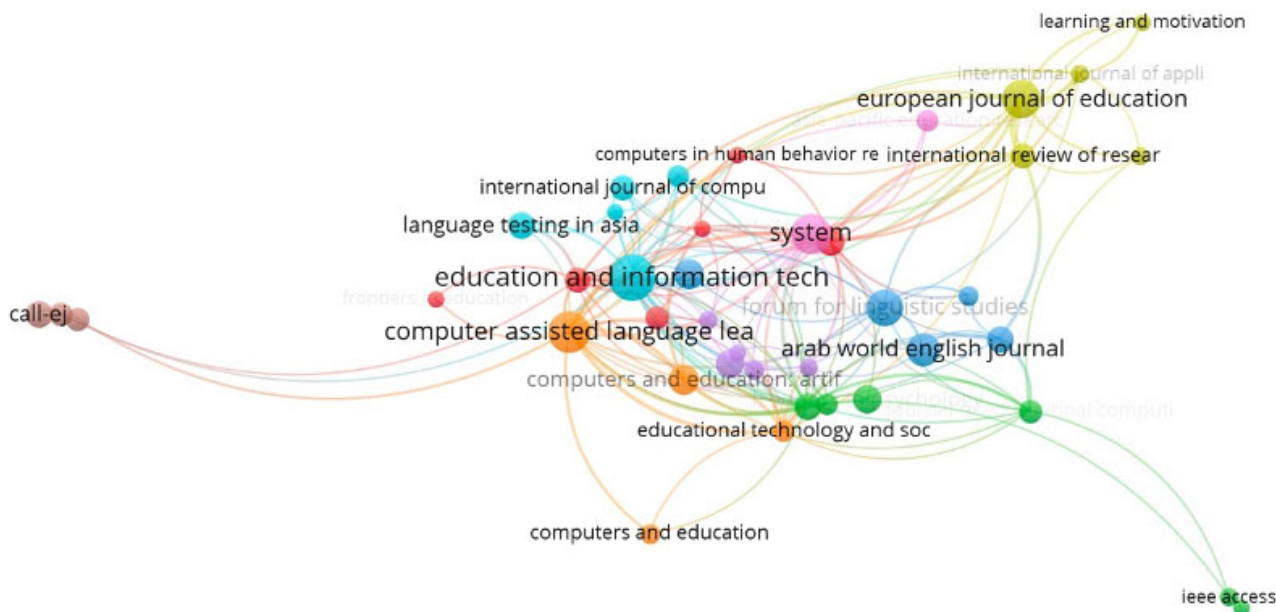 learning and motivation
international journal of appli
european journal of education
computers in human behavior re
international review of resear
international journal of compu
language testing in asia
system
education and information tech
frontiers in education
forum for linguistic studies
call-ej
computer assisted language lea
arab world english journal
computers and education: artif
psychology
educational technology and soc
computers and education
ieee access